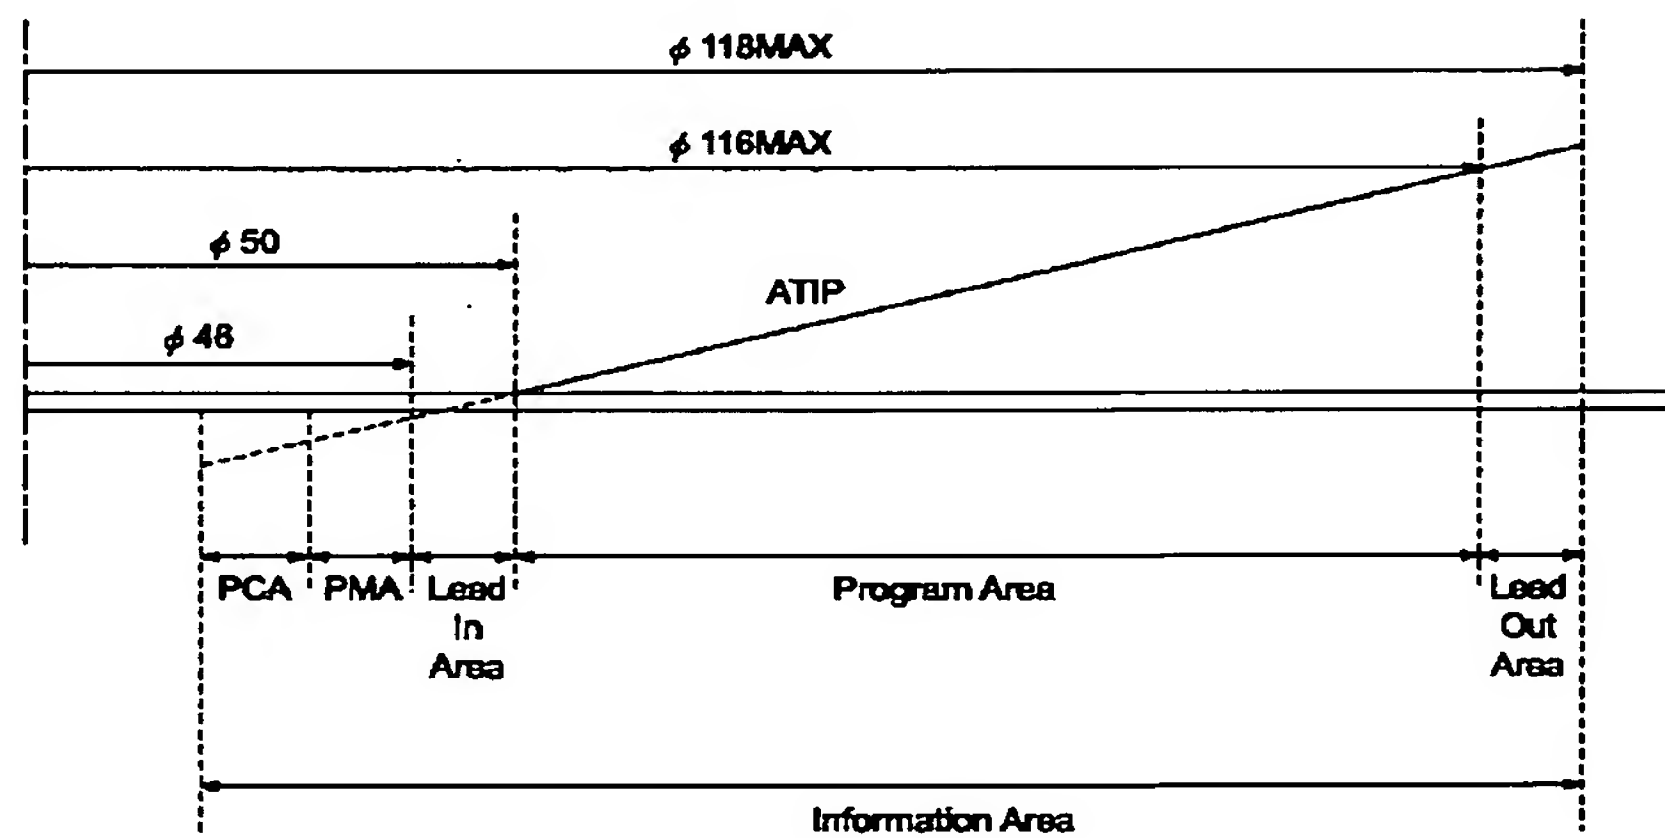 ϕ 118MAX
ϕ 116MAX
ϕ 50
ATIP
ϕ 46
PCA PMA Lead In Area Program Area Lead Out Area
Information Area